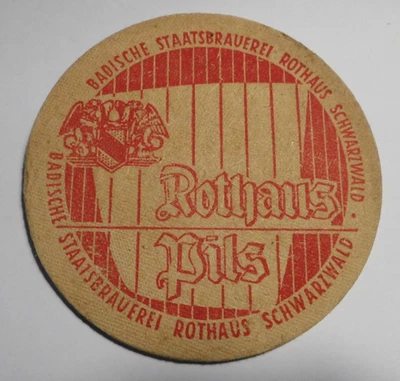 BADISCHE STAATSBRAUEREI ROTHAUS SCHWARZWALD ·
Rothaus
Pils
BADISCHE STAATSBRAUEREI ROTHAUS SCHWARZWALD